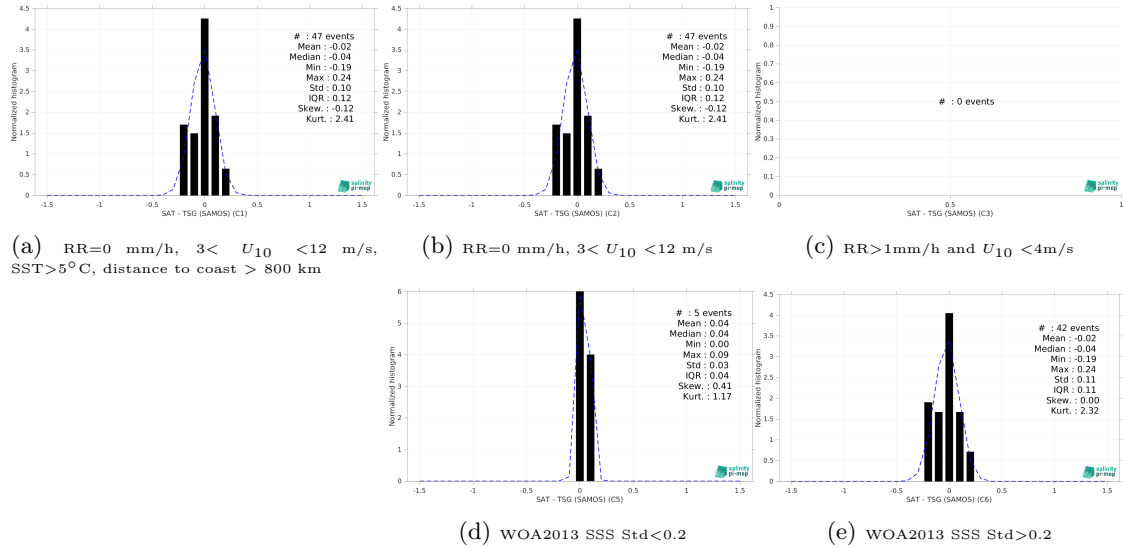 4.5
4
3.5
3
2.5
2
1.5
1
0.5
0
Normalized histogram
# : 47 events
Mean : -0.02
Median : -0.04
Min : -0.19
Max : 0.24
Std : 0.10
IQR : 0.12
Skew. : -0.12
Kurt. : 2.41
salinity
pi-mep
-1.5 -1 -0.5 0 0.5 1 1.5
SAT - TSG (SAMOS) (C1)
(a) RR=0 mm/h, 3< U10 <12 m/s,
SST>5°C, distance to coast > 800 km
4.5
4
3.5
3
2.5
2
1.5
1
0.5
0
Normalized histogram
# : 47 events
Mean : -0.02
Median : -0.04
Min : -0.19
Max : 0.24
Std : 0.10
IQR : 0.12
Skew. : -0.12
Kurt. : 2.41
salinity
pi-mep
-1.5 -1 -0.5 0 0.5 1 1.5
SAT - TSG (SAMOS) (C2)
(b) RR=0 mm/h, 3< U10 <12 m/s
1
0.9
0.8
0.7
0.6
0.5
0.4
0.3
0.2
0.1
0
Normalized histogram
# : 0 events
salinity
pi-mep
0 0.5 1
SAT - TSG (SAMOS) (C3)
(c) RR>1mm/h and U10 <4m/s
6
5
4
3
2
1
0
Normalized histogram
# : 5 events
Mean : 0.04
Median : 0.04
Min : 0.00
Max : 0.09
Std : 0.03
IQR : 0.04
Skew. : 0.41
Kurt. : 1.17
salinity
pi-mep
-1.5 -1 -0.5 0 0.5 1 1.5
SAT - TSG (SAMOS) (C5)
(d) WOA2013 SSS Std<0.2
4.5
4
3.5
3
2.5
2
1.5
1
0.5
0
Normalized histogram
# : 42 events
Mean : -0.02
Median : -0.04
Min : -0.19
Max : 0.24
Std : 0.11
IQR : 0.11
Skew. : 0.00
Kurt. : 2.32
salinity
pi-mep
-1.5 -1 -0.5 0 0.5 1 1.5
SAT - TSG (SAMOS) (C6)
(e) WOA2013 SSS Std>0.2